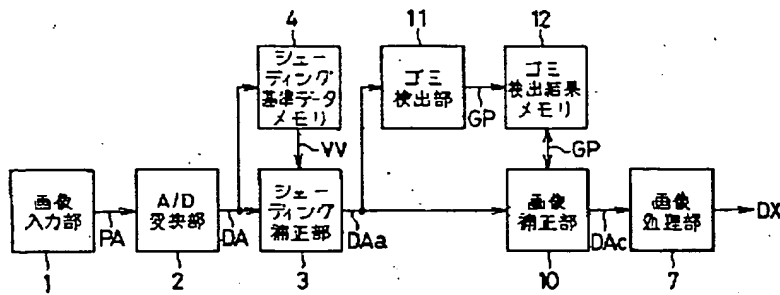 4
11
12
シェー
ディング
基準データ
メモリ
ゴミ
検出部
GP
ゴミ
検出結果
メモリ
VV
GP
画像
入力部
PA
A/D
変換部
DA
シェー
ディング
補正部
DAa
画像
補正部
DAc
画像
処理部
DX
1
2
3
10
7